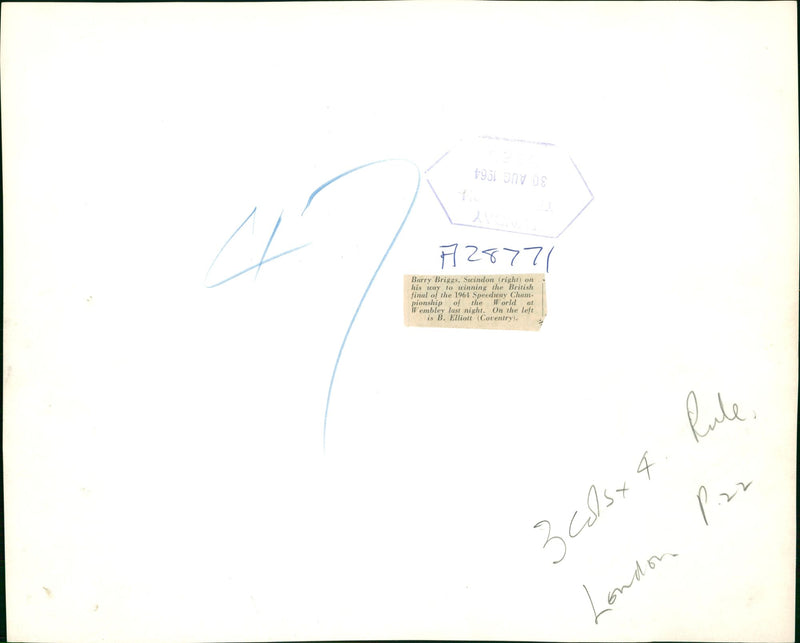 47
30 AUG 1964
A28771
Barry Briggs, Swindon (right) on
his way to winning the British
final of the 1964 Speedway Cham-
pionship of the World at
Wembley last night. On the left
is B. Elliott (Coventry).
3 cols x 4. Rule.
London P.22